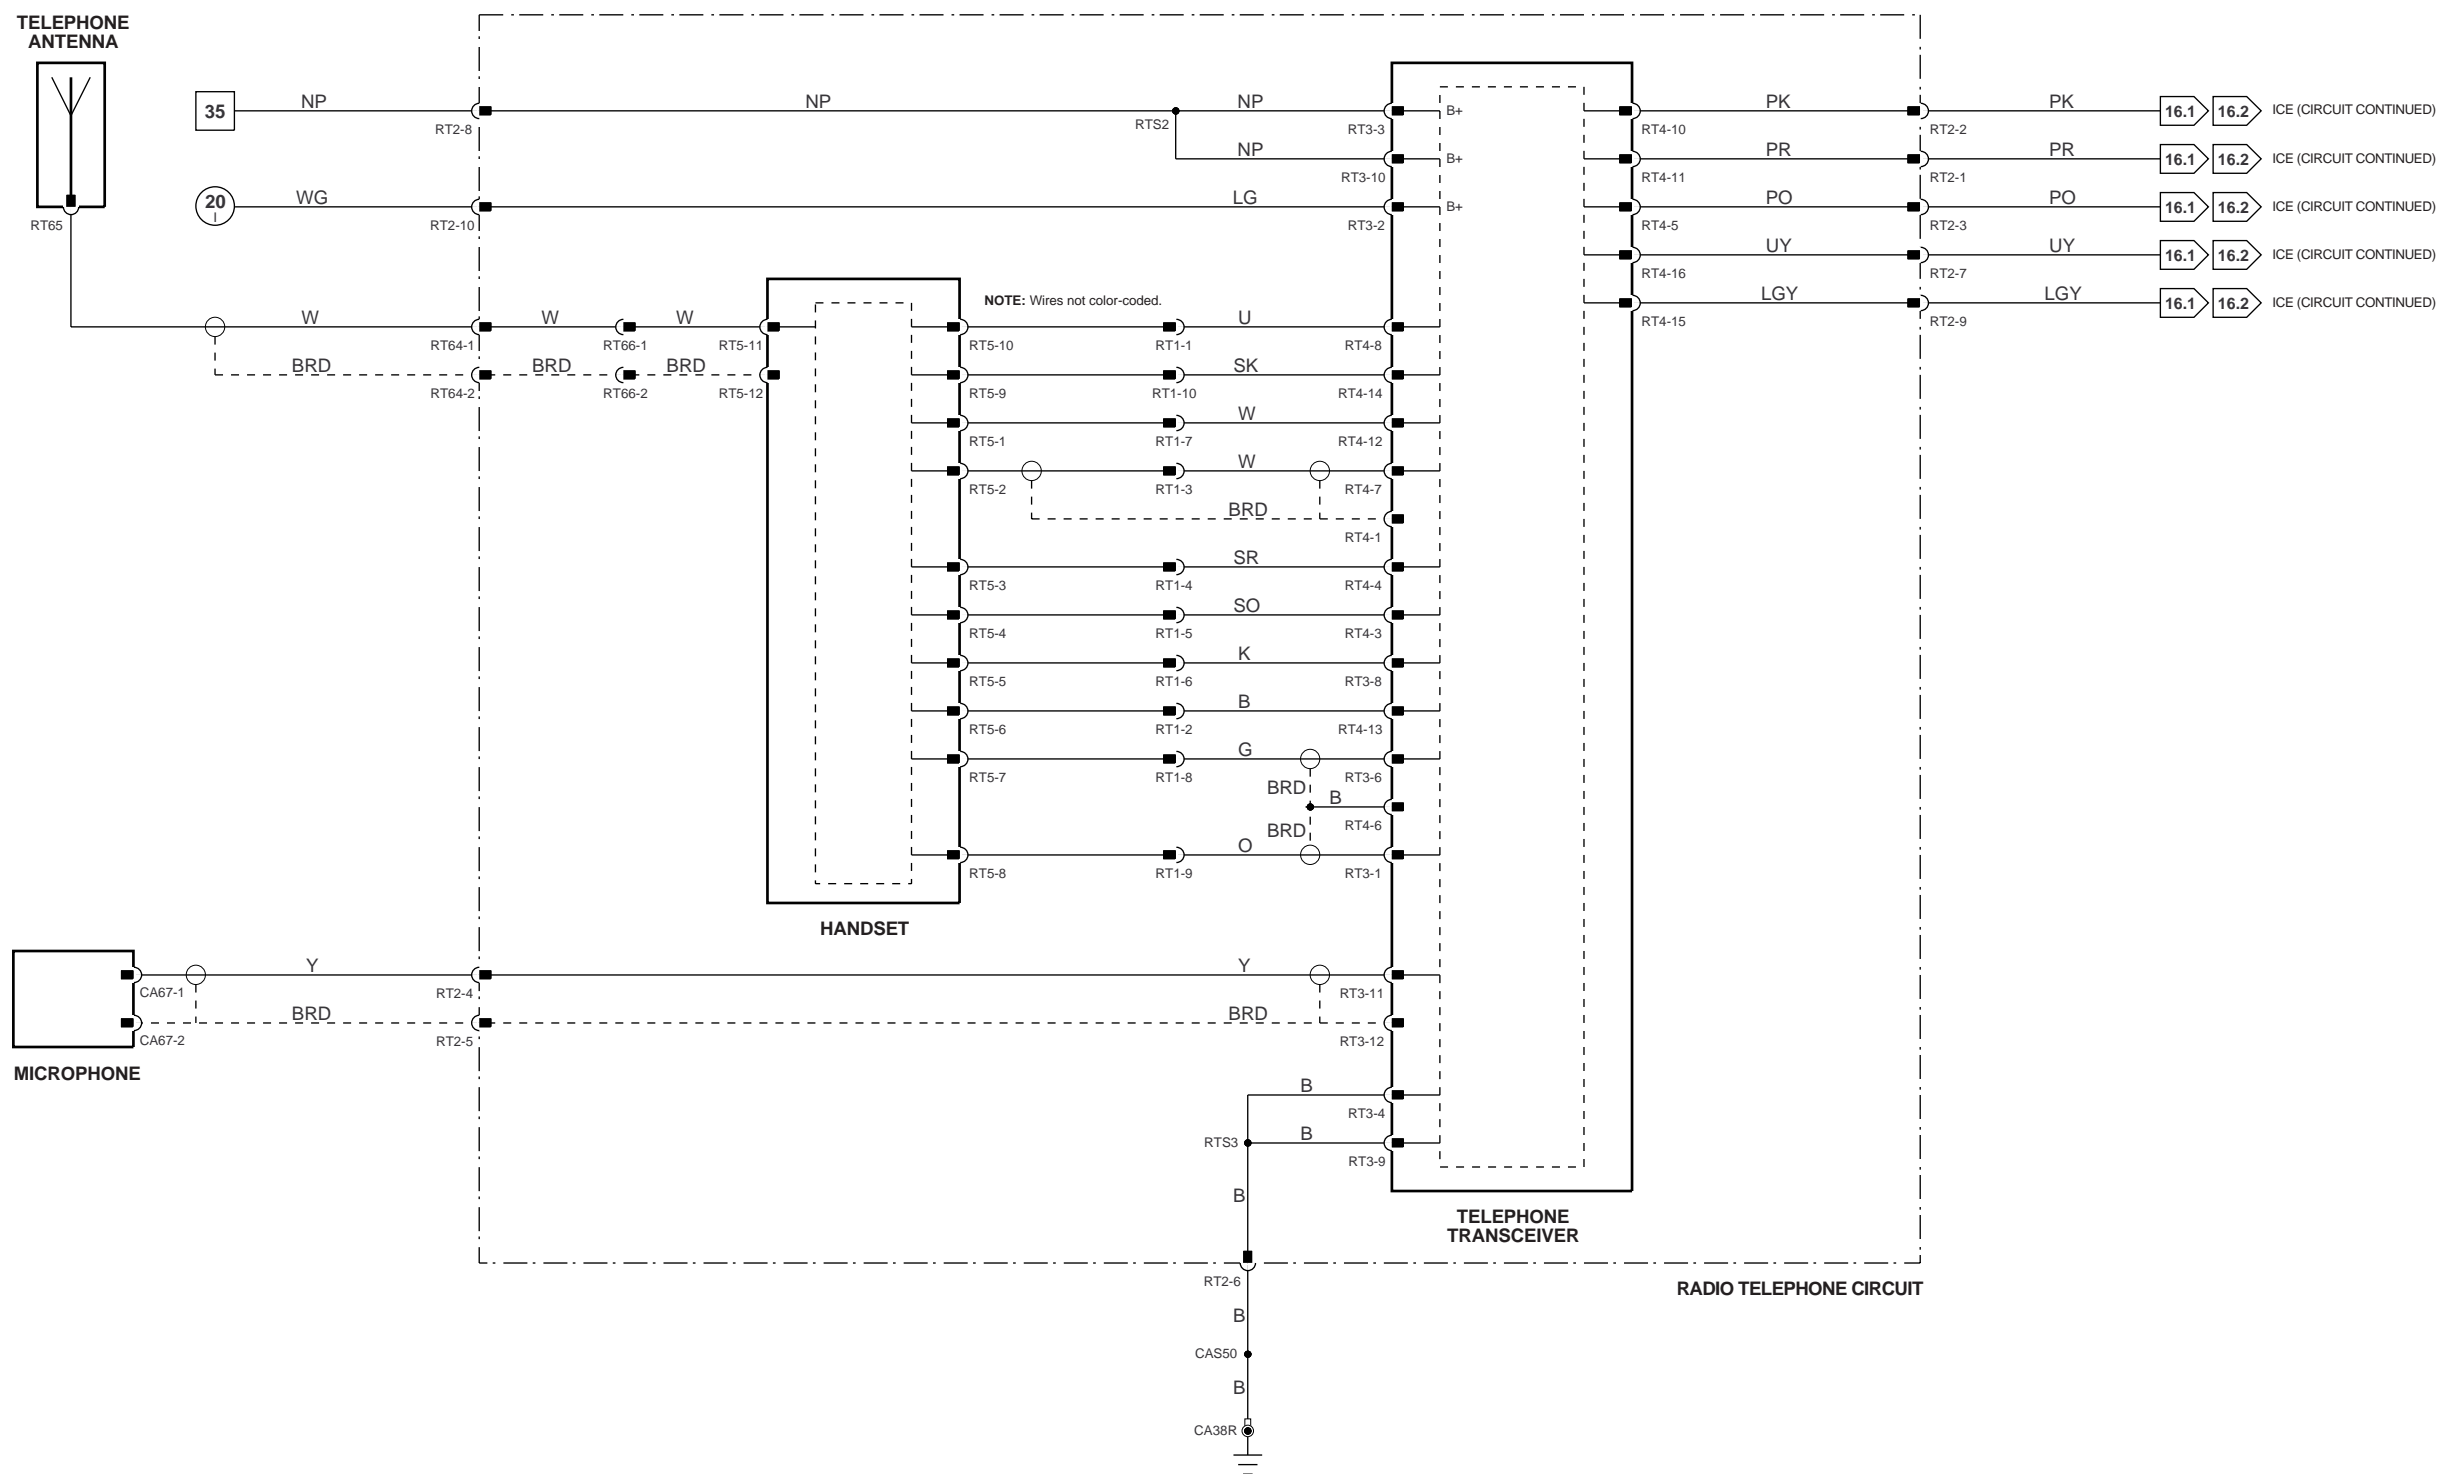 TELEPHONE
ANTENNA
35 NP NP NP B+ PK PK 16.1 16.2 ICE (CIRCUIT CONTINUED)
RT2-8 RTS2 RT3-3 RT4-10 RT2-2
NP B+ PR PR 16.1 16.2 ICE (CIRCUIT CONTINUED)
RT3-10 RT4-11 RT2-1
20 WG LG B+ PO PO 16.1 16.2 ICE (CIRCUIT CONTINUED)
I
RT65 RT2-10 RT3-2 RT4-5 RT2-3
UY UY 16.1 16.2 ICE (CIRCUIT CONTINUED)
RT4-16 RT2-7
NOTE: Wires not color-coded. LGY LGY 16.1 16.2 ICE (CIRCUIT CONTINUED)
RT4-15 RT2-9
W W W U
RT64-1 RT66-1 RT5-11 RT5-10 RT1-1 RT4-8
BRD BRD BRD SK
RT64-2 RT66-2 RT5-12 RT5-9 RT1-10 RT4-14
W
RT5-1 RT1-7 RT4-12
W
RT5-2 RT1-3 RT4-7
BRD
RT4-1
SR
RT5-3 RT1-4 RT4-4
SO
RT5-4 RT1-5 RT4-3
K
RT5-5 RT1-6 RT3-8
B
RT5-6 RT1-2 RT4-13
G
RT5-7 RT1-8 RT3-6
BRD B
RT4-6
BRD
O
RT5-8 RT1-9 RT3-1
HANDSET
Y Y
CA67-1 RT2-4 RT3-11
BRD BRD
CA67-2 RT2-5 RT3-12
MICROPHONE
B
RT3-4
RTS3 B
RT3-9
B
TELEPHONE
TRANSCEIVER
RT2-6
RADIO TELEPHONE CIRCUIT
B
CAS50
B
CA38R